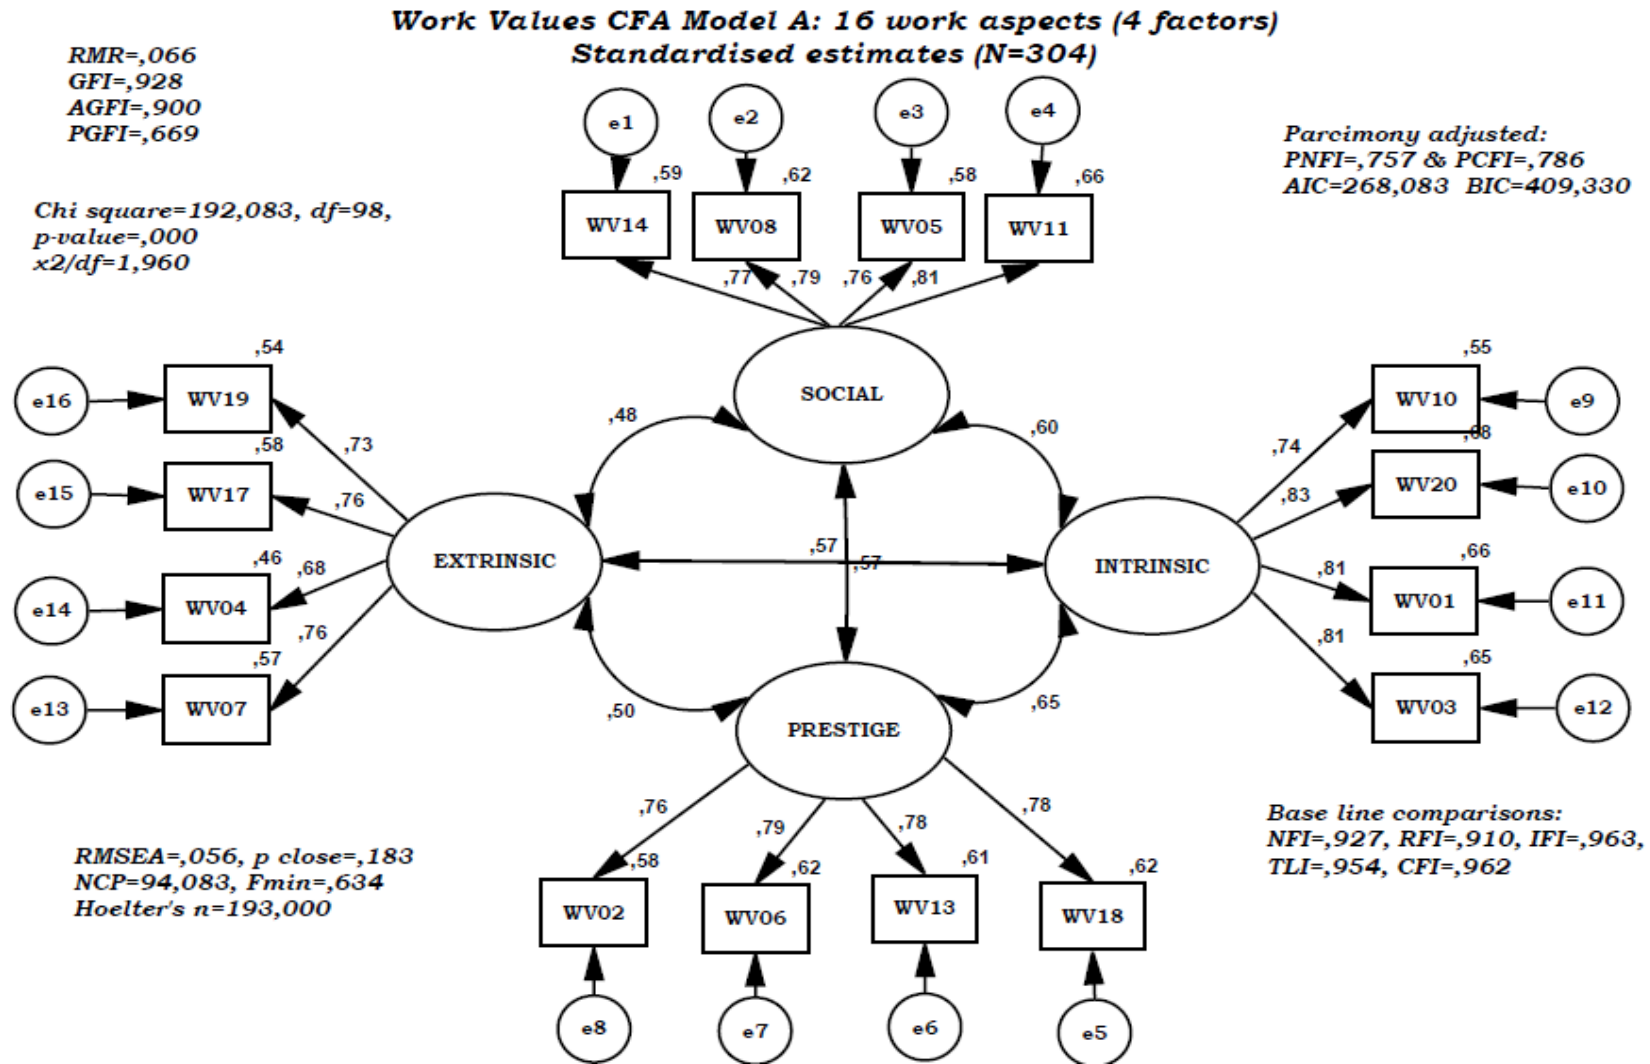 Work Values CFA Model A: 16 work aspects (4 factors)
Standardised estimates (N=304)
RMR=,066
GFI=,928
AGFI=,900
PGFI=,669
Parcimony adjusted:
PNFI=,757 & PCFI=,786
AIC=268,083 BIC=409,330
Chi square=192,083, df=98,
p-value=,000
x2/df=1,960
e1 e2 e3 e4
,59 ,62 ,58 ,66
WV14 WV08 WV05 WV11
,77 ,79 ,76 ,81
SOCIAL
,48 ,60
,54
e16 WV19
,73
,58
e15 WV17
,76
,46
,68
e14 WV04
,76
,57
e13 WV07
EXTRINSIC
,57
,57
INTRINSIC
,55
WV10 e9
,74
,68
WV20 e10
,83
,66
,81
WV01 e11
,81
,65
WV03 e12
,50 ,65
PRESTIGE
,76 ,79 ,78 ,78
,58 ,62 ,61 ,62
WV02 WV06 WV13 WV18
e8 e7 e6 e5
RMSEA=,056, p close=,183
NCP=94,083, Fmin=,634
Hoelter's n=193,000
Base line comparisons:
NFI=,927, RFI=,910, IFI=,963,
TLI=,954, CFI=,962